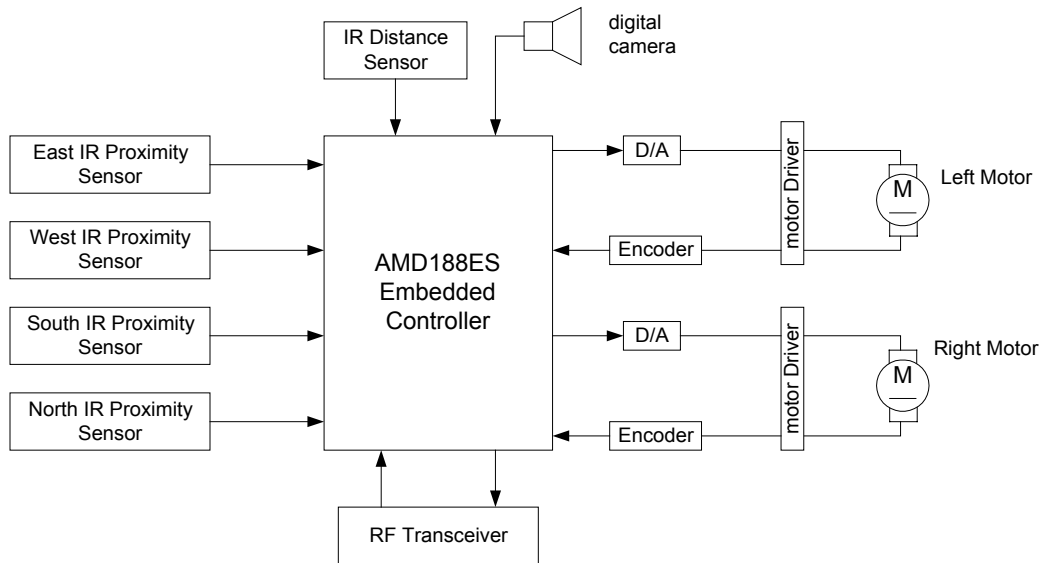 IR Distance
Sensor
digital
camera
East IR Proximity
Sensor
West IR Proximity
Sensor
South IR Proximity
Sensor
North IR Proximity
Sensor
AMD188ES
Embedded
Controller
D/A
motor Driver
M
Left Motor
Encoder
D/A
motor Driver
M
Right Motor
Encoder
RF Transceiver